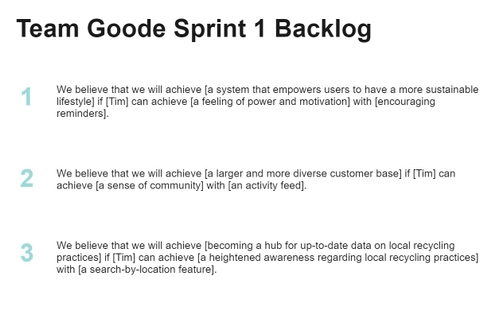 Team Goode Sprint 1 Backlog
1
We believe that we will achieve [a system that empowers users to have a more sustainable
lifestyle] if [Tim] can achieve [a feeling of power and motivation] with [encouraging
reminders].
2
We believe that we will achieve [a larger and more diverse customer base] if [Tim] can
achieve [a sense of community] with [an activity feed].
3
We believe that we will achieve [becoming a hub for up-to-date data on local recycling
practices] if [Tim] can achieve [a heightened awareness regarding local recycling practices]
with [a search-by-location feature].